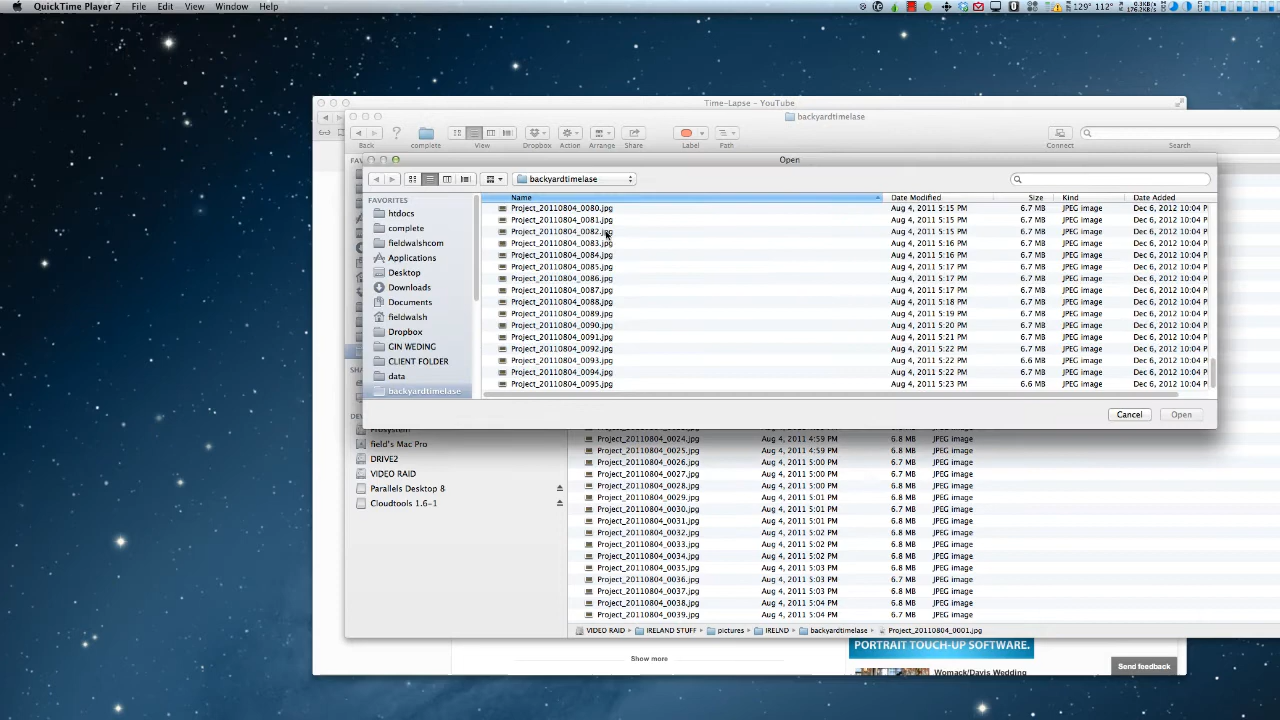 QuickTime Player 7 File Edit View Window Help 129° 112° 0.3KB/s 176.2KB/s
Time-Lapse - YouTube
backyardtimelase
Back complete View Dropbox Action Arrange Share Label Path Connect Search
Open
backyardtimelase
FAVORITES
htdocs
complete
fieldwalshcom
Applications
Desktop
Downloads
Documents
fieldwalsh
Dropbox
GIN WEDING
CLIENT FOLDER
data
backyardtimelase
Name Date Modified Size Kind Date Added
Project_20110804_0080.jpg Aug 4, 2011 5:15 PM 6.7 MB JPEG image Dec 6, 2012 10:04 P
Project_20110804_0081.jpg Aug 4, 2011 5:15 PM 6.7 MB JPEG image Dec 6, 2012 10:04 P
Project_20110804_0082.jpg Aug 4, 2011 5:15 PM 6.7 MB JPEG image Dec 6, 2012 10:04 P
Project_20110804_0083.jpg Aug 4, 2011 5:16 PM 6.7 MB JPEG image Dec 6, 2012 10:04 P
Project_20110804_0084.jpg Aug 4, 2011 5:16 PM 6.7 MB JPEG image Dec 6, 2012 10:04 P
Project_20110804_0085.jpg Aug 4, 2011 5:17 PM 6.7 MB JPEG image Dec 6, 2012 10:04 P
Project_20110804_0086.jpg Aug 4, 2011 5:17 PM 6.7 MB JPEG image Dec 6, 2012 10:04 P
Project_20110804_0087.jpg Aug 4, 2011 5:17 PM 6.7 MB JPEG image Dec 6, 2012 10:04 P
Project_20110804_0088.jpg Aug 4, 2011 5:18 PM 6.7 MB JPEG image Dec 6, 2012 10:04 P
Project_20110804_0089.jpg Aug 4, 2011 5:19 PM 6.7 MB JPEG image Dec 6, 2012 10:04 P
Project_20110804_0090.jpg Aug 4, 2011 5:20 PM 6.7 MB JPEG image Dec 6, 2012 10:04 P
Project_20110804_0091.jpg Aug 4, 2011 5:21 PM 6.7 MB JPEG image Dec 6, 2012 10:04 P
Project_20110804_0092.jpg Aug 4, 2011 5:22 PM 6.7 MB JPEG image Dec 6, 2012 10:04 P
Project_20110804_0093.jpg Aug 4, 2011 5:22 PM 6.6 MB JPEG image Dec 6, 2012 10:04 P
Project_20110804_0094.jpg Aug 4, 2011 5:22 PM 6.7 MB JPEG image Dec 6, 2012 10:04 P
Project_20110804_0095.jpg Aug 4, 2011 5:23 PM 6.6 MB JPEG image Dec 6, 2012 10:04 P
Cancel Open
field's Mac Pro
DRIVE2
VIDEO RAID
Parallels Desktop 8
Cloudtools 1.6-1
Project_20110804_0024.jpg Aug 4, 2011 4:59 PM 6.8 MB JPEG image
Project_20110804_0025.jpg Aug 4, 2011 4:59 PM 6.8 MB JPEG image
Project_20110804_0026.jpg Aug 4, 2011 5:00 PM 6.8 MB JPEG image
Project_20110804_0027.jpg Aug 4, 2011 5:00 PM 6.8 MB JPEG image
Project_20110804_0028.jpg Aug 4, 2011 5:00 PM 6.8 MB JPEG image
Project_20110804_0029.jpg Aug 4, 2011 5:01 PM 6.8 MB JPEG image
Project_20110804_0030.jpg Aug 4, 2011 5:01 PM 6.8 MB JPEG image
Project_20110804_0031.jpg Aug 4, 2011 5:01 PM 6.8 MB JPEG image
Project_20110804_0032.jpg Aug 4, 2011 5:02 PM 6.8 MB JPEG image
Project_20110804_0033.jpg Aug 4, 2011 5:02 PM 6.8 MB JPEG image
Project_20110804_0034.jpg Aug 4, 2011 5:02 PM 6.8 MB JPEG image
Project_20110804_0035.jpg Aug 4, 2011 5:03 PM 6.8 MB JPEG image
Project_20110804_0036.jpg Aug 4, 2011 5:03 PM 6.8 MB JPEG image
Project_20110804_0037.jpg Aug 4, 2011 5:03 PM 6.8 MB JPEG image
Project_20110804_0038.jpg Aug 4, 2011 5:04 PM 6.8 MB JPEG image
Project_20110804_0039.jpg Aug 4, 2011 5:04 PM 6.8 MB JPEG image
VIDEO RAID IRELAND STUFF pictures IRELND backyardtimelase Project_20110804_0001.jpg
PORTRAIT TOUCH-UP SOFTWARE.
Show more
Womack/Davis Wedding
Send feedback